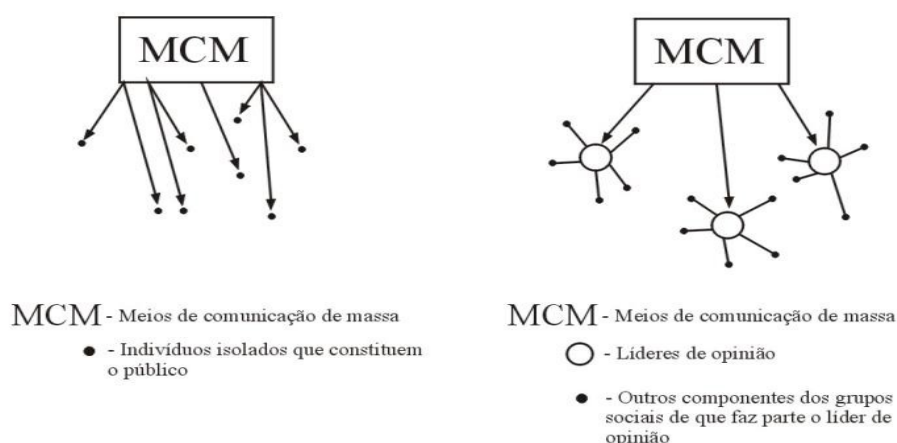 MCM
MCM - Meios de comunicação de massa
- Indivíduos isolados que constituem
o público
MCM
MCM - Meios de comunicação de massa
- Líderes de opinião
- Outros componentes dos grupos
sociais de que faz parte o líder de
opinião